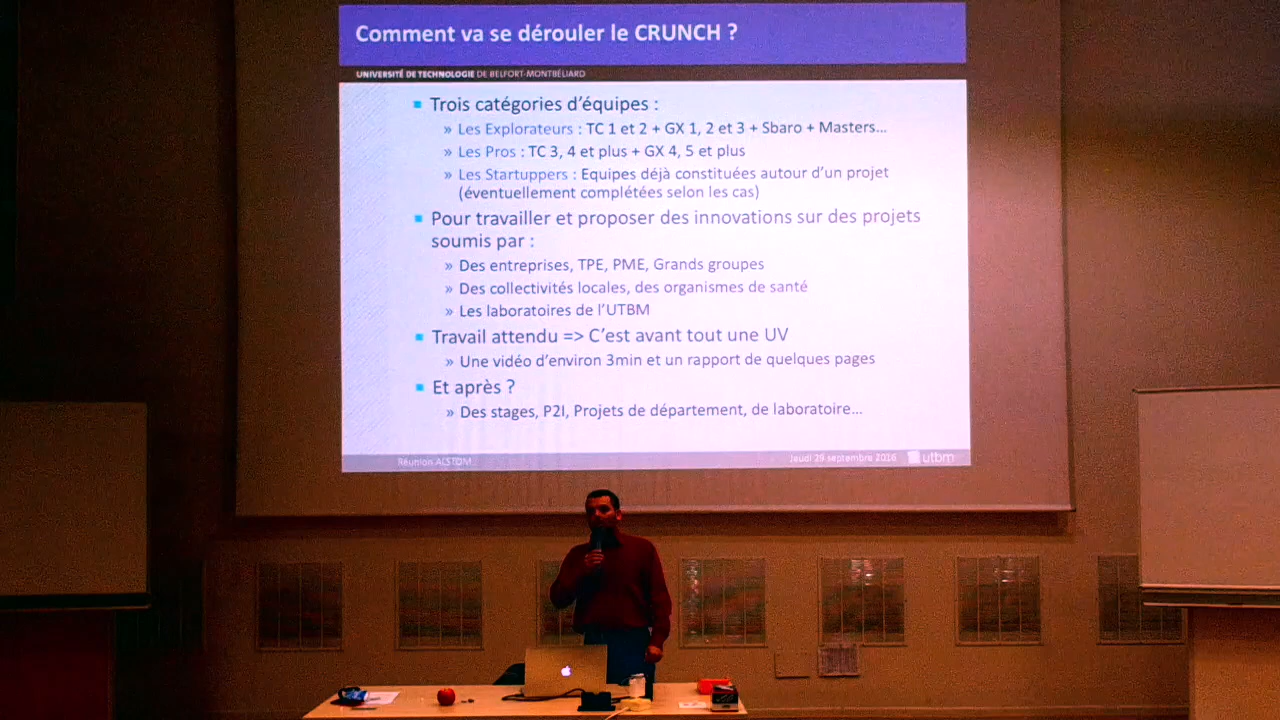 Comment va se dérouler le CRUNCH ?
UNIVERSITÉ DE TECHNOLOGIE DE BELFORT-MONTBÉLIARD
Trois catégories d'équipes :
» Les Explorateurs : TC 1 et 2 + GX 1, 2 et 3 + Sbaro + Masters...
» Les Pros : TC 3, 4 et plus + GX 4, 5 et plus
» Les Startuppers : Equipes déjà constituées autour d'un projet
(éventuellement complétées selon les cas)
Pour travailler et proposer des innovations sur des projets
soumis par :
» Des entreprises, TPE, PME, Grands groupes
» Des collectivités locales, des organismes de santé
» Les laboratoires de l'UTBM
Travail attendu => C'est avant tout une UV
» Une vidéo d'environ 3min et un rapport de quelques pages
Et après ?
» Des stages, P2I, Projets de département, de laboratoire...
Réunion ALSTOM
Jeudi 29 septembre 2016
utbm